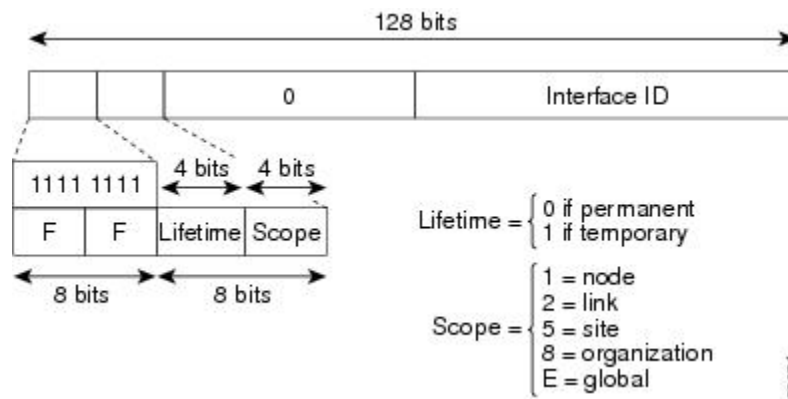 128 bits
0 Interface ID
4 bits 4 bits
1111 1111
F F Lifetime Scope
8 bits 8 bits
Lifetime = 0 if permanent
1 if temporary
Scope = 1 = node
2 = link
5 = site
8 = organization
E = global